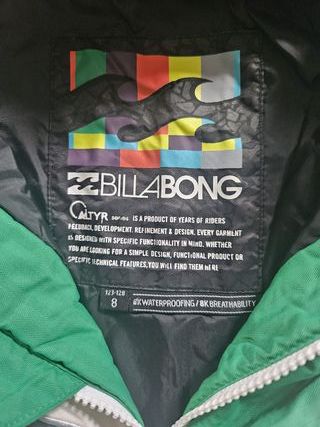 BILLABONG
IS A PRODUCT OF YEARS OF RIDERS
FEEDBACK, DEVELOPMENT, REFINEMENT & DESIGN. EVERY GARMENT
IS DESIGNED WITH SPECIFIC FUNCTIONALITY IN MIND, WHETHER
YOU ARE LOOKING FOR A SIMPLE DESIGN, FUNCTIONAL PRODUCT OR
SPECIFIC TECHNICAL FEATURES, YOU WILL FIND THEM HERE
123-128
8
8K WATERPROOFING / 8K BREATHABILITY